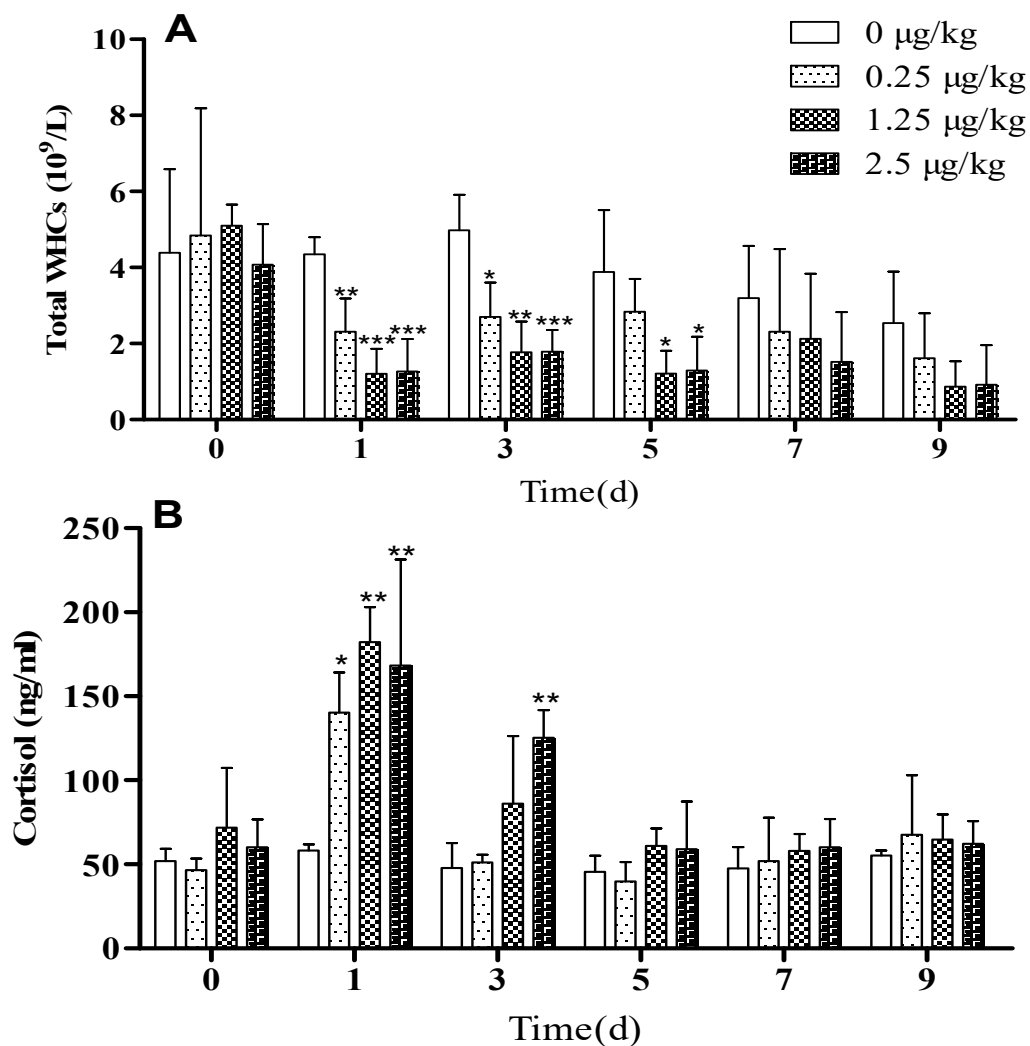 A
10
8
6
4
2
0
Total WHCs (10⁹/L)
0 µg/kg
0.25 µg/kg
1.25 µg/kg
2.5 µg/kg
** *** ***
* ** ***
* *
0 1 3 5 7 9
Time(d)
B
250
200
150
100
50
0
Cortisol (ng/ml)
* ** **
**
0 1 3 5 7 9
Time(d)